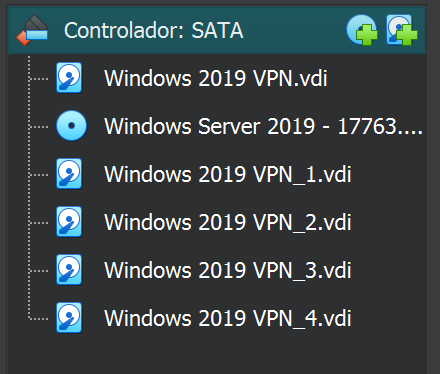 Controlador: SATA
Windows 2019 VPN.vdi
Windows Server 2019 - 17763....
Windows 2019 VPN_1.vdi
Windows 2019 VPN_2.vdi
Windows 2019 VPN_3.vdi
Windows 2019 VPN_4.vdi